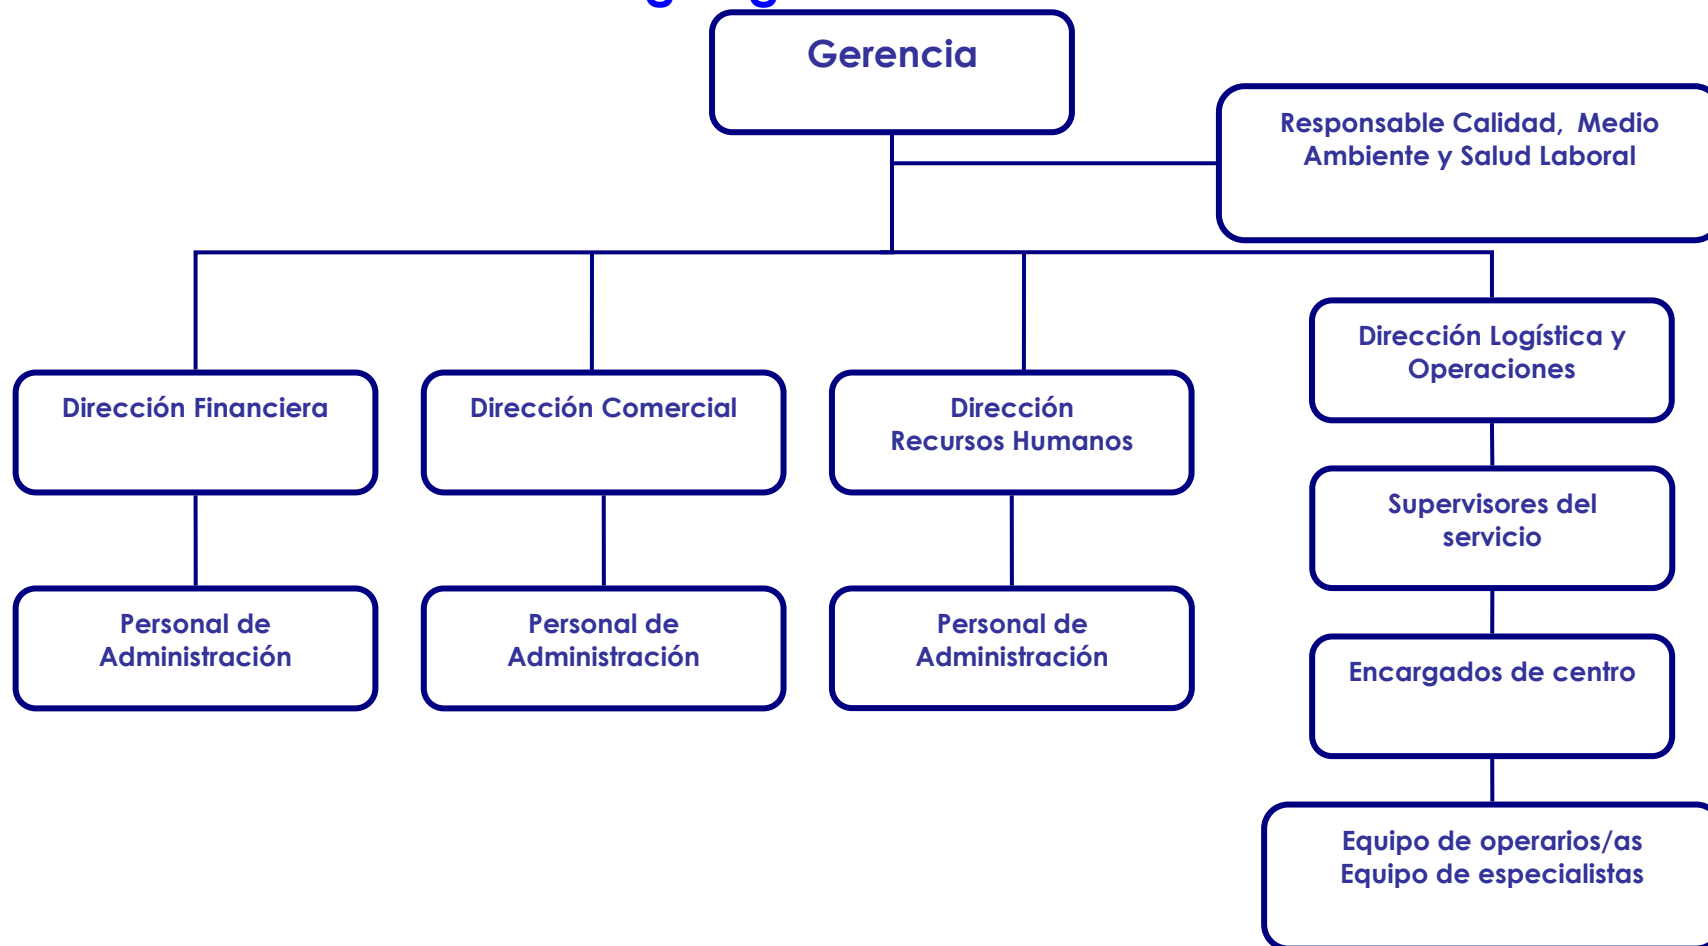 Gerencia
Responsable Calidad, Medio
Ambiente y Salud Laboral
Dirección Logística y
Operaciones
Dirección Financiera
Dirección Comercial
Dirección
Recursos Humanos
Supervisores del
servicio
Personal de
Administración
Personal de
Administración
Personal de
Administración
Encargados de centro
Equipo de operarios/as
Equipo de especialistas